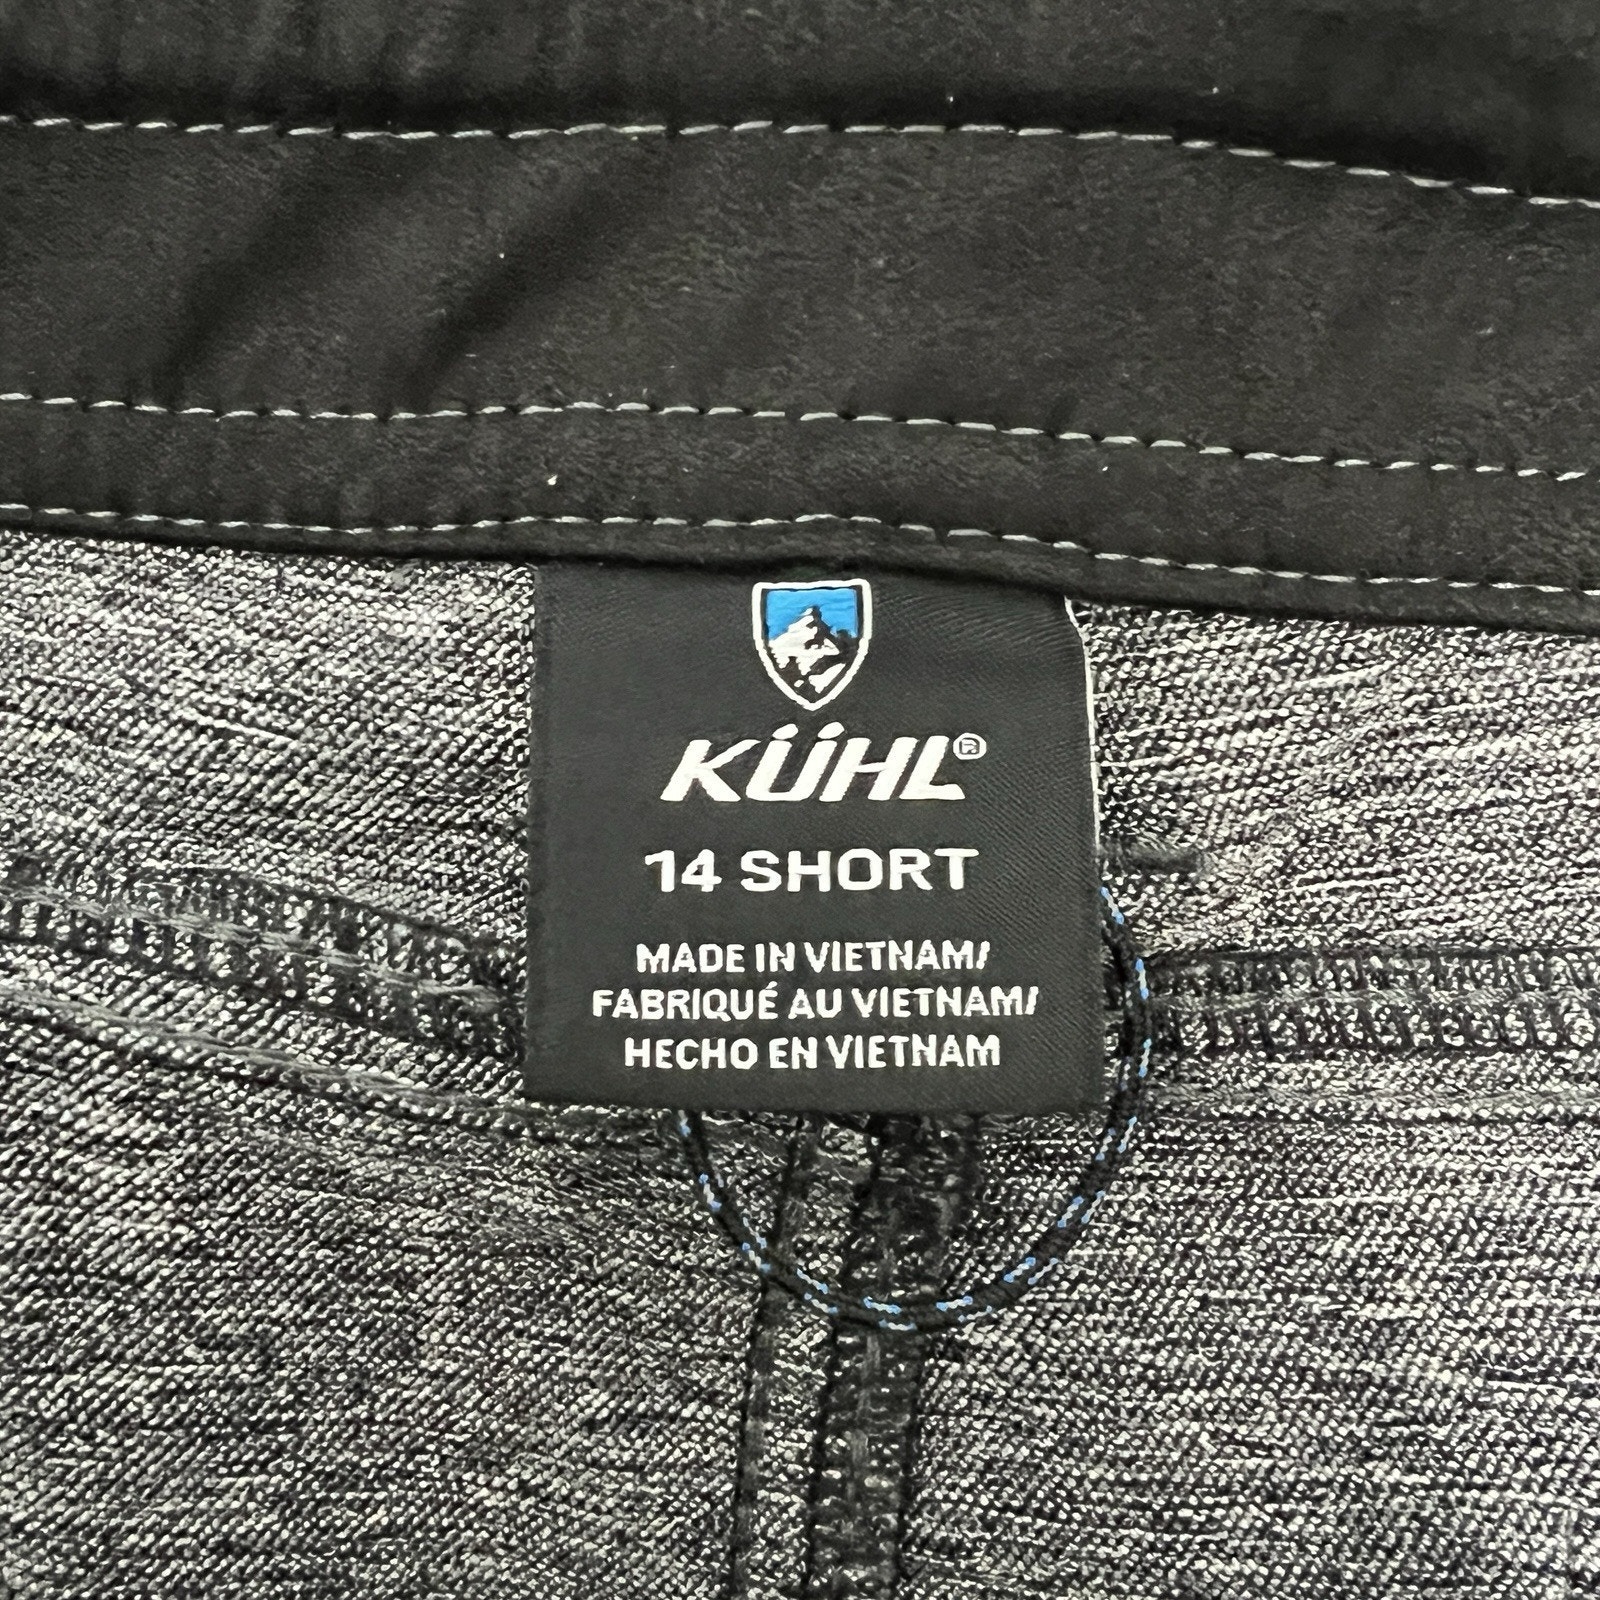 KÜHL®
14 SHORT
MADE IN VIETNAM/
FABRIQUÉ AU VIETNAM/
HECHO EN VIETNAM